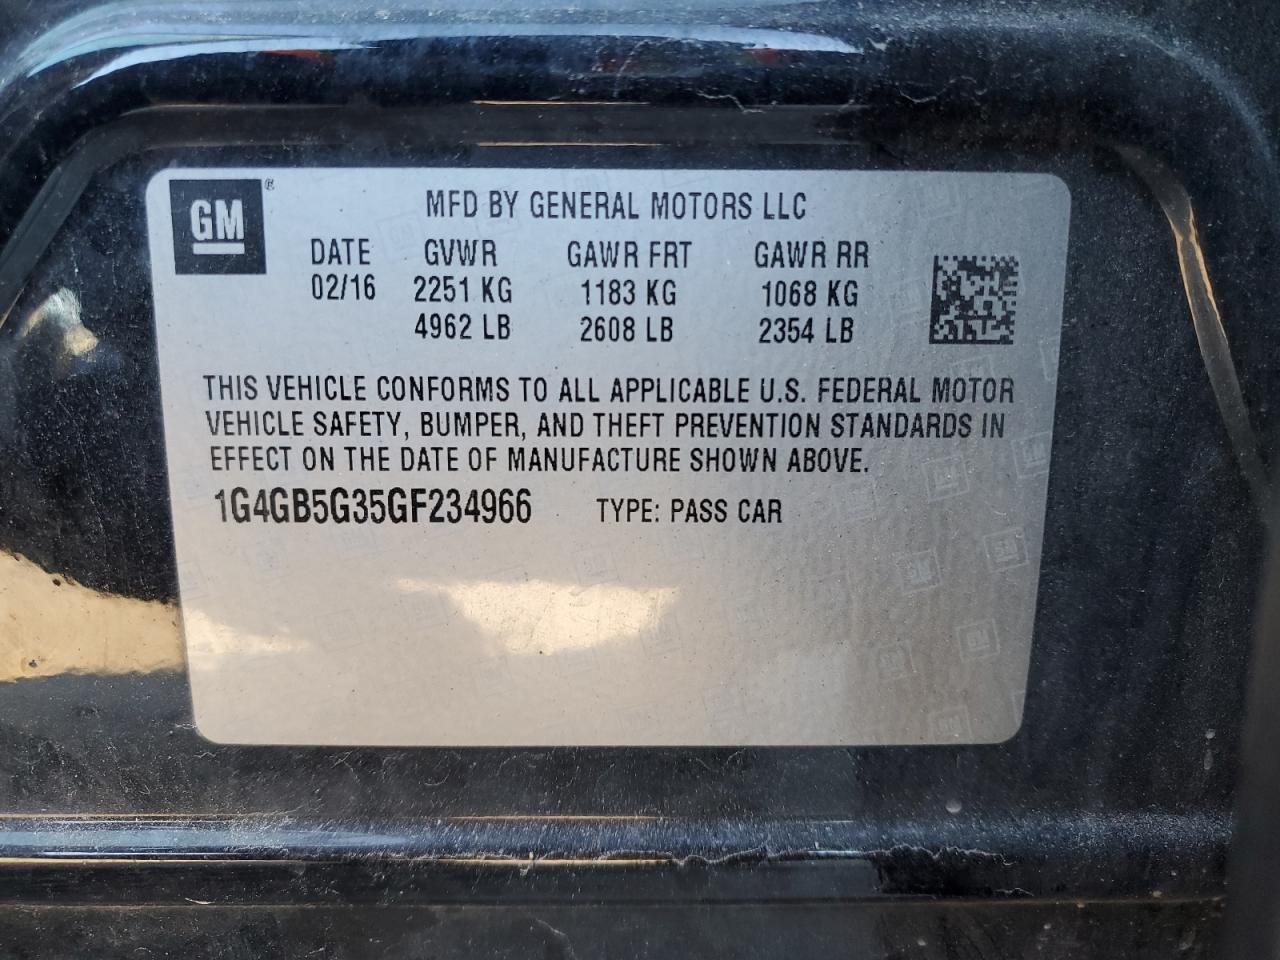 GM®
MFD BY GENERAL MOTORS LLC
DATE GVWR GAWR FRT GAWR RR
02/16 2251 KG 1183 KG 1068 KG
4962 LB 2608 LB 2354 LB
THIS VEHICLE CONFORMS TO ALL APPLICABLE U.S. FEDERAL MOTOR
VEHICLE SAFETY, BUMPER, AND THEFT PREVENTION STANDARDS IN
EFFECT ON THE DATE OF MANUFACTURE SHOWN ABOVE.
1G4GB5G35GF234966 TYPE: PASS CAR